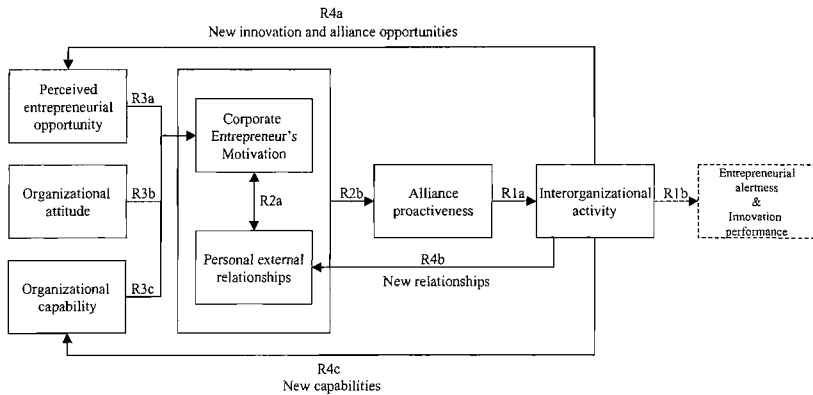 R4a
New innovation and alliance opportunities
Perceived
entrepreneurial
opportunity
R3a
Corporate
Entrepreneur's
Motivation
Organizational
attitude
R3b
R2a
R2b
Alliance
proactiveness
R1a
Interorganizational
activity
R1b
Entrepreneurial
alertness
&
Innovation
performance
Personal external
relationships
R4b
New relationships
Organizational
capability
R3c
R4c
New capabilities